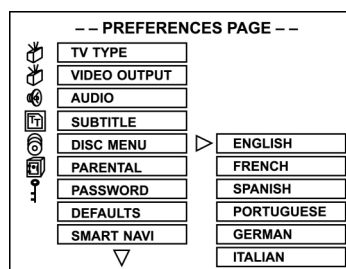 -- PREFERENCES PAGE --
TV TYPE
VIDEO OUTPUT
AUDIO
SUBTITLE
DISC MENU
PARENTAL
PASSWORD
DEFAULTS
SMART NAVI
ENGLISH
FRENCH
SPANISH
PORTUGUESE
GERMAN
ITALIAN